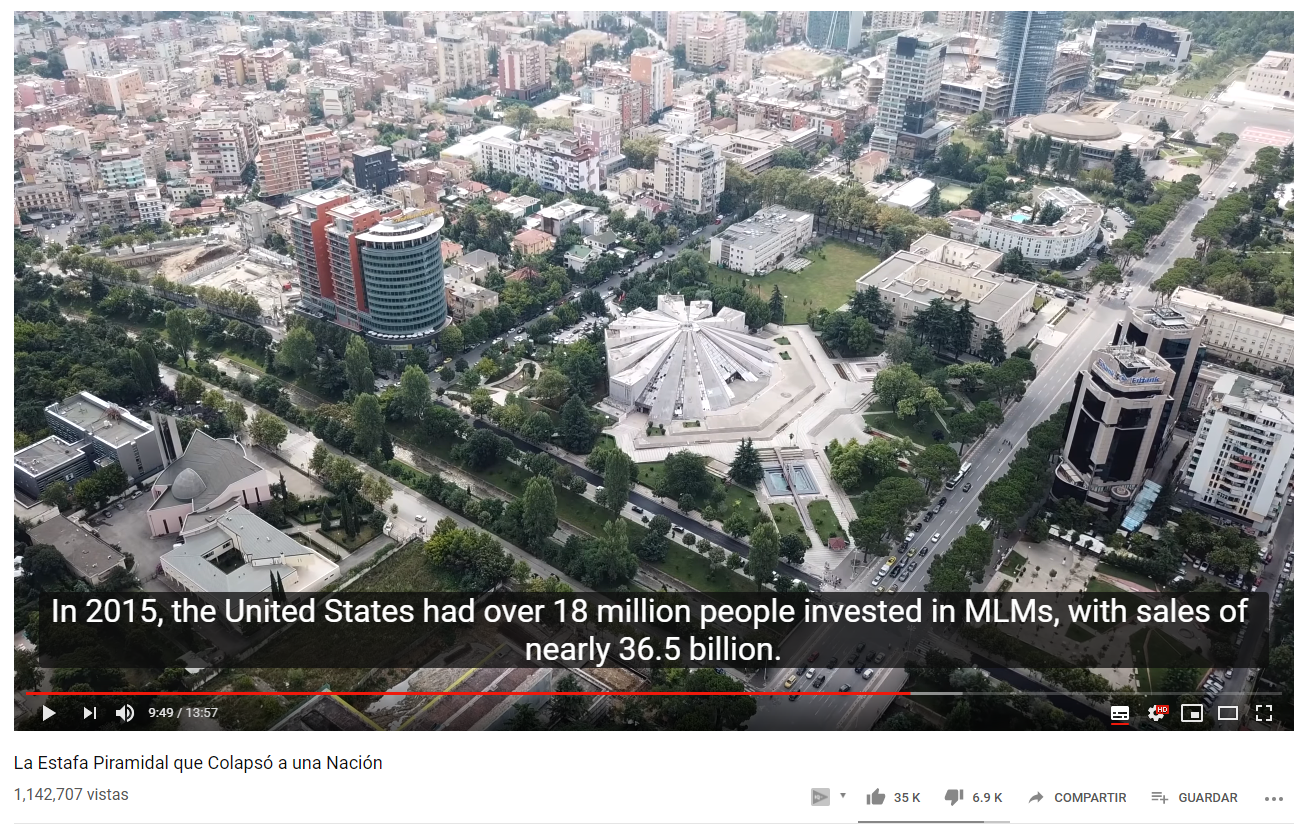 In 2015, the United States had over 18 million people invested in MLMs, with sales of
nearly 36.5 billion.
9:49 / 13:57
HD
La Estafa Piramidal que Colapsó a una Nación
1,142,707 vistas
35 K
6.9 K
COMPARTIR
GUARDAR